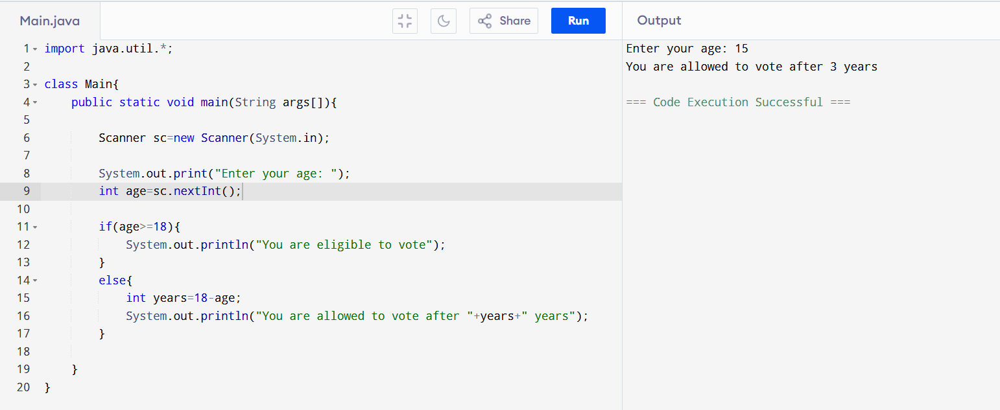 Main.java
Share
Run
Output
1 import java.util.*;
2
3 class Main{
4     public static void main(String args[]){
5
6         Scanner sc=new Scanner(System.in);
7
8         System.out.print("Enter your age: ");
9         int age=sc.nextInt();
10
11         if(age>=18){
12             System.out.println("You are eligible to vote");
13         }
14         else{
15             int years=18-age;
16             System.out.println("You are allowed to vote after "+years+" years");
17         }
18
19     }
20 }
Enter your age: 15
You are allowed to vote after 3 years
=== Code Execution Successful ===